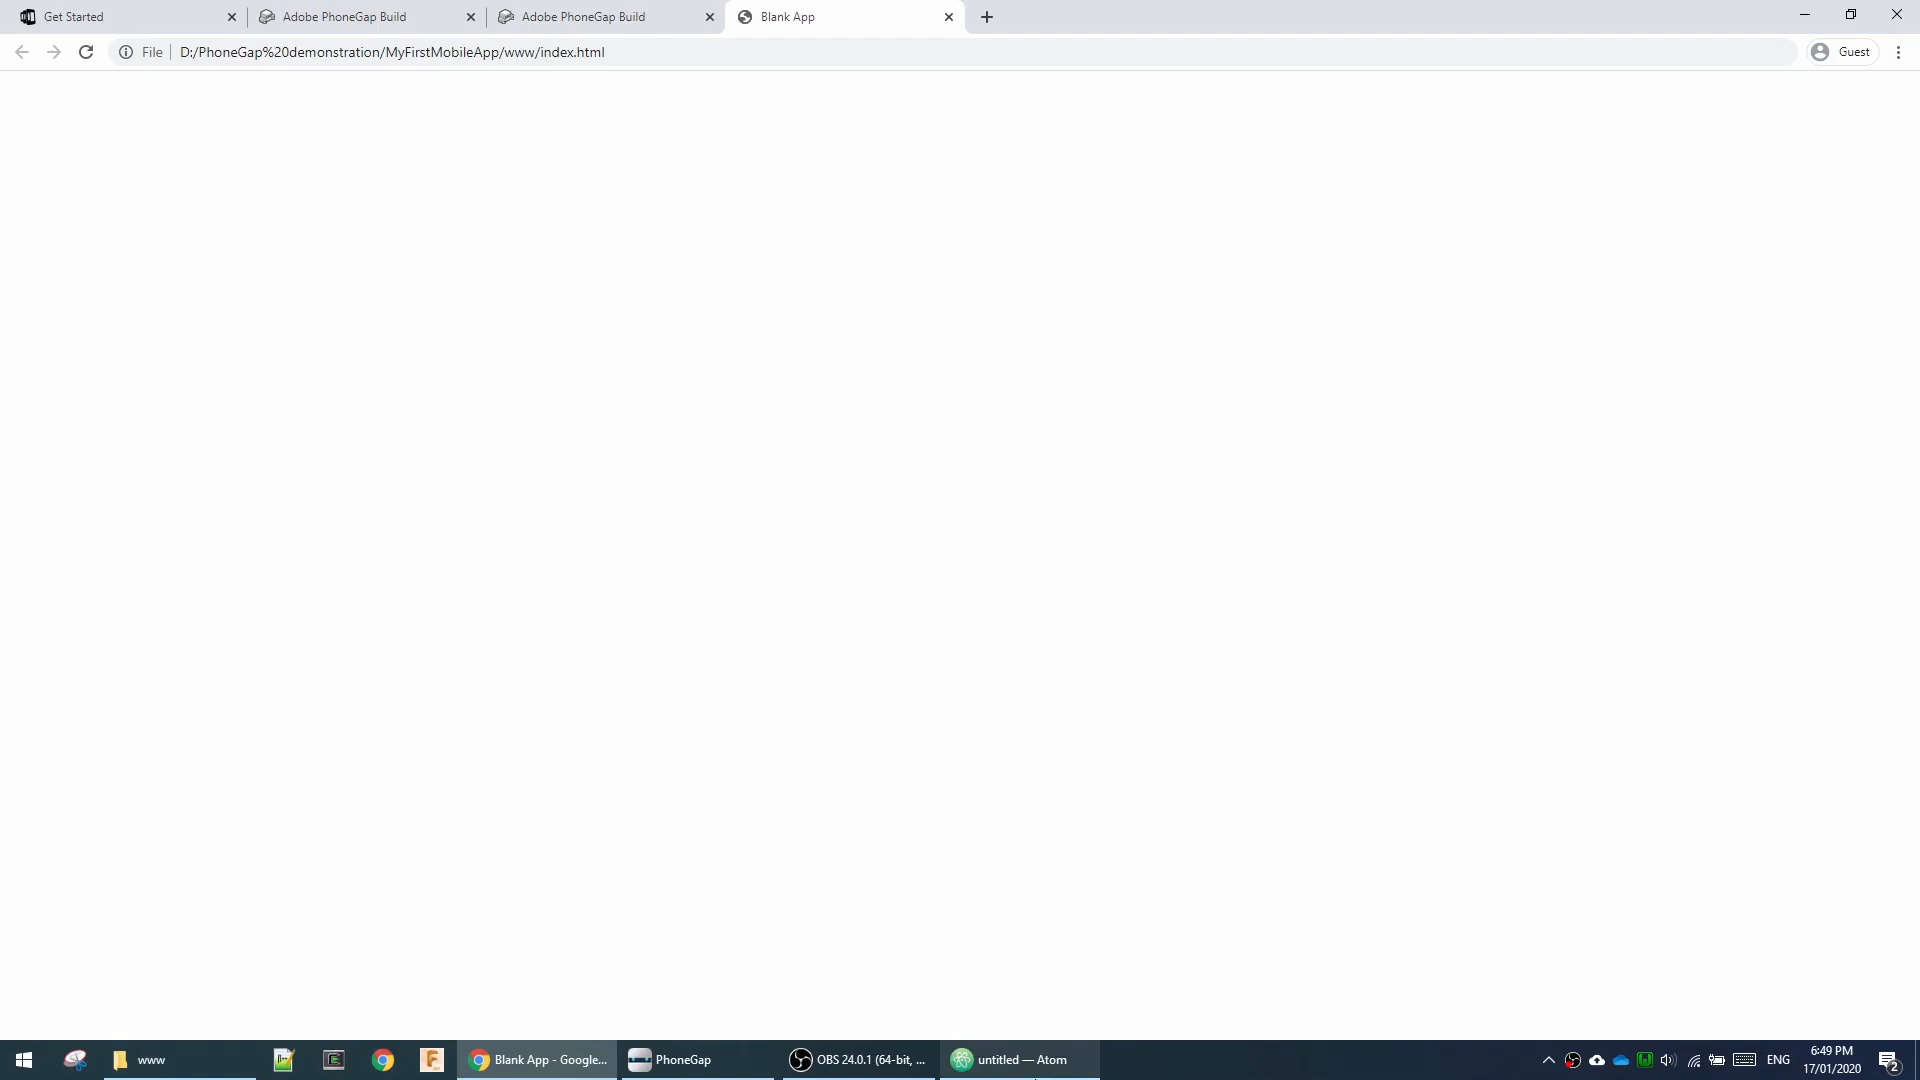 Get Started
Adobe PhoneGap Build
Adobe PhoneGap Build
Blank App
File
D:/PhoneGap%20demonstration/MyFirstMobileApp/www/index.html
Guest
www
Blank App - Google...
PhoneGap
OBS 24.0.1 (64-bit, ...
untitled — Atom
ENG
6:49 PM
17/01/2020
2